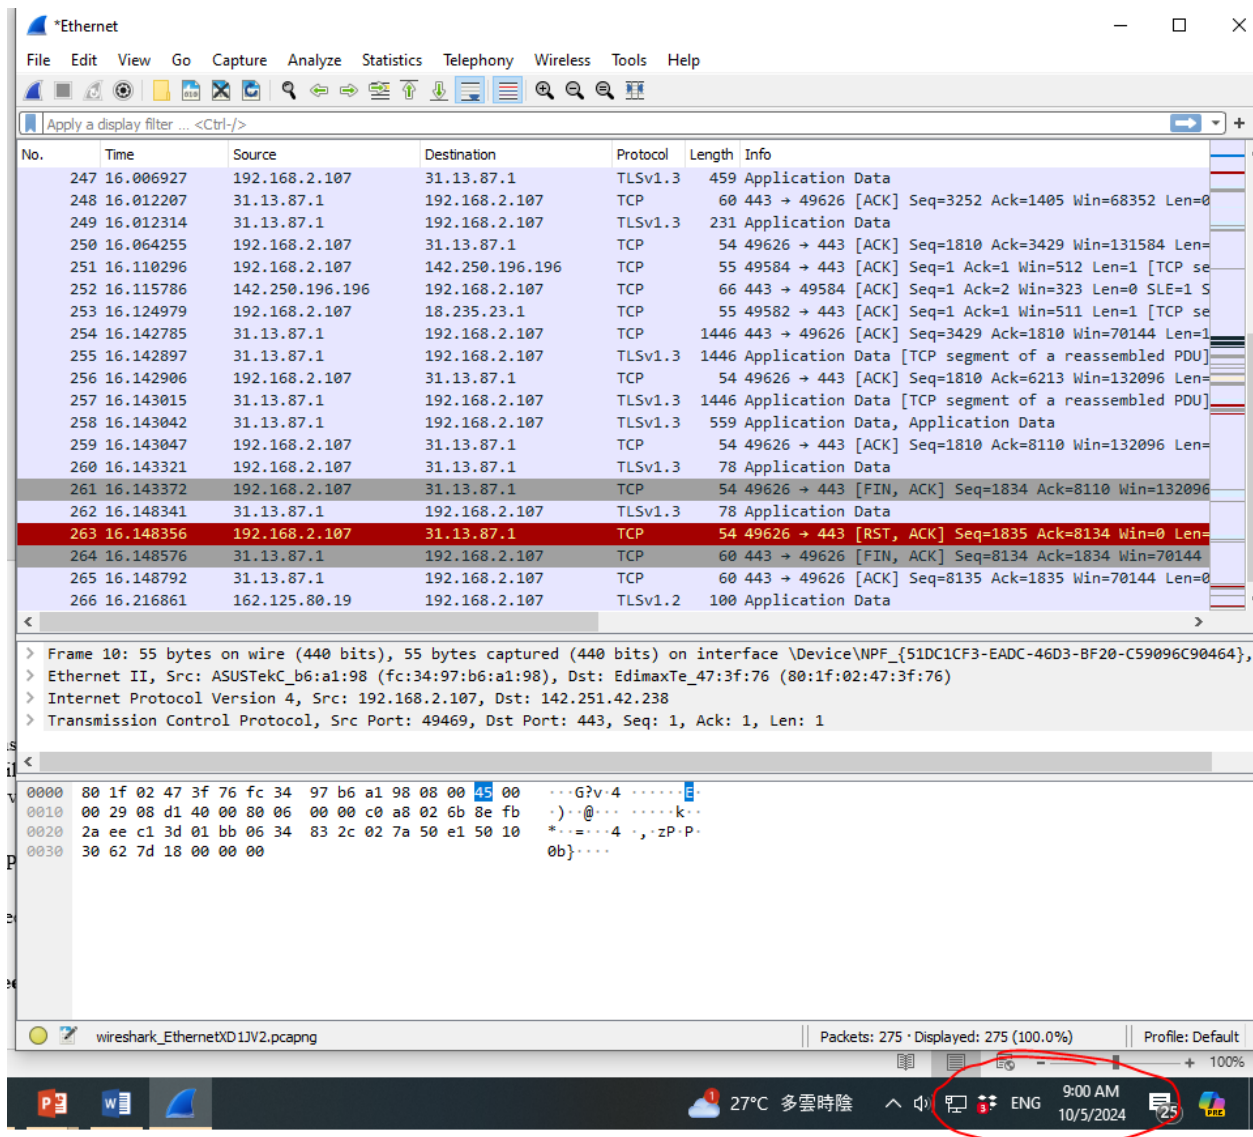 *Ethernet
File Edit View Go Capture Analyze Statistics Telephony Wireless Tools Help
Apply a display filter ... <Ctrl-/>
No. Time Source Destination Protocol Length Info
247 16.006927 192.168.2.107 31.13.87.1 TLSv1.3 459 Application Data
248 16.012207 31.13.87.1 192.168.2.107 TCP 60 443 → 49626 [ACK] Seq=3252 Ack=1405 Win=68352 Len=0
249 16.012314 31.13.87.1 192.168.2.107 TLSv1.3 231 Application Data
250 16.064255 192.168.2.107 31.13.87.1 TCP 54 49626 → 443 [ACK] Seq=1810 Ack=3429 Win=131584 Len=
251 16.110296 192.168.2.107 142.250.196.196 TCP 55 49584 → 443 [ACK] Seq=1 Ack=1 Win=512 Len=1 [TCP se
252 16.115786 142.250.196.196 192.168.2.107 TCP 66 443 → 49584 [ACK] Seq=1 Ack=2 Win=323 Len=0 SLE=1 S
253 16.124979 192.168.2.107 18.235.23.1 TCP 55 49582 → 443 [ACK] Seq=1 Ack=1 Win=511 Len=1 [TCP se
254 16.142785 31.13.87.1 192.168.2.107 TCP 1446 443 → 49626 [ACK] Seq=3429 Ack=1810 Win=70144 Len=1
255 16.142897 31.13.87.1 192.168.2.107 TLSv1.3 1446 Application Data [TCP segment of a reassembled PDU]
256 16.142906 192.168.2.107 31.13.87.1 TCP 54 49626 → 443 [ACK] Seq=1810 Ack=6213 Win=132096 Len=
257 16.143015 31.13.87.1 192.168.2.107 TLSv1.3 1446 Application Data [TCP segment of a reassembled PDU]
258 16.143042 31.13.87.1 192.168.2.107 TLSv1.3 559 Application Data, Application Data
259 16.143047 192.168.2.107 31.13.87.1 TCP 54 49626 → 443 [ACK] Seq=1810 Ack=8110 Win=132096 Len=
260 16.143321 192.168.2.107 31.13.87.1 TLSv1.3 78 Application Data
261 16.143372 192.168.2.107 31.13.87.1 TCP 54 49626 → 443 [FIN, ACK] Seq=1834 Ack=8110 Win=132096
262 16.148341 31.13.87.1 192.168.2.107 TLSv1.3 78 Application Data
263 16.148356 192.168.2.107 31.13.87.1 TCP 54 49626 → 443 [RST, ACK] Seq=1835 Ack=8134 Win=0 Len=
264 16.148576 31.13.87.1 192.168.2.107 TCP 60 443 → 49626 [FIN, ACK] Seq=8134 Ack=1834 Win=70144
265 16.148792 31.13.87.1 192.168.2.107 TCP 60 443 → 49626 [ACK] Seq=8135 Ack=1835 Win=70144 Len=0
266 16.216861 162.125.80.19 192.168.2.107 TLSv1.2 100 Application Data
Frame 10: 55 bytes on wire (440 bits), 55 bytes captured (440 bits) on interface \Device\NPF_{51DC1CF3-EADC-46D3-BF20-C59096C90464},
Ethernet II, Src: ASUSTekC_b6:a1:98 (fc:34:97:b6:a1:98), Dst: EdimaxTe_47:3f:76 (80:1f:02:47:3f:76)
Internet Protocol Version 4, Src: 192.168.2.107, Dst: 142.251.42.238
Transmission Control Protocol, Src Port: 49469, Dst Port: 443, Seq: 1, Ack: 1, Len: 1
0000 80 1f 02 47 3f 76 fc 34 97 b6 a1 98 08 00 45 00 ···G?v·4 ······E·
0010 00 29 08 d1 40 00 80 06 00 00 c0 a8 02 6b 8e fb ·)··@··· ·····k··
0020 2a ee c1 3d 01 bb 06 34 83 2c 02 7a 50 e1 50 10 *··=···4 ·,·zP·P·
0030 30 62 7d 18 00 00 00 0b}····
wireshark_EthernetXD1JV2.pcapng Packets: 275 · Displayed: 275 (100.0%) Profile: Default
100%
27°C 多雲時陰 ENG 9:00 AM
10/5/2024 25